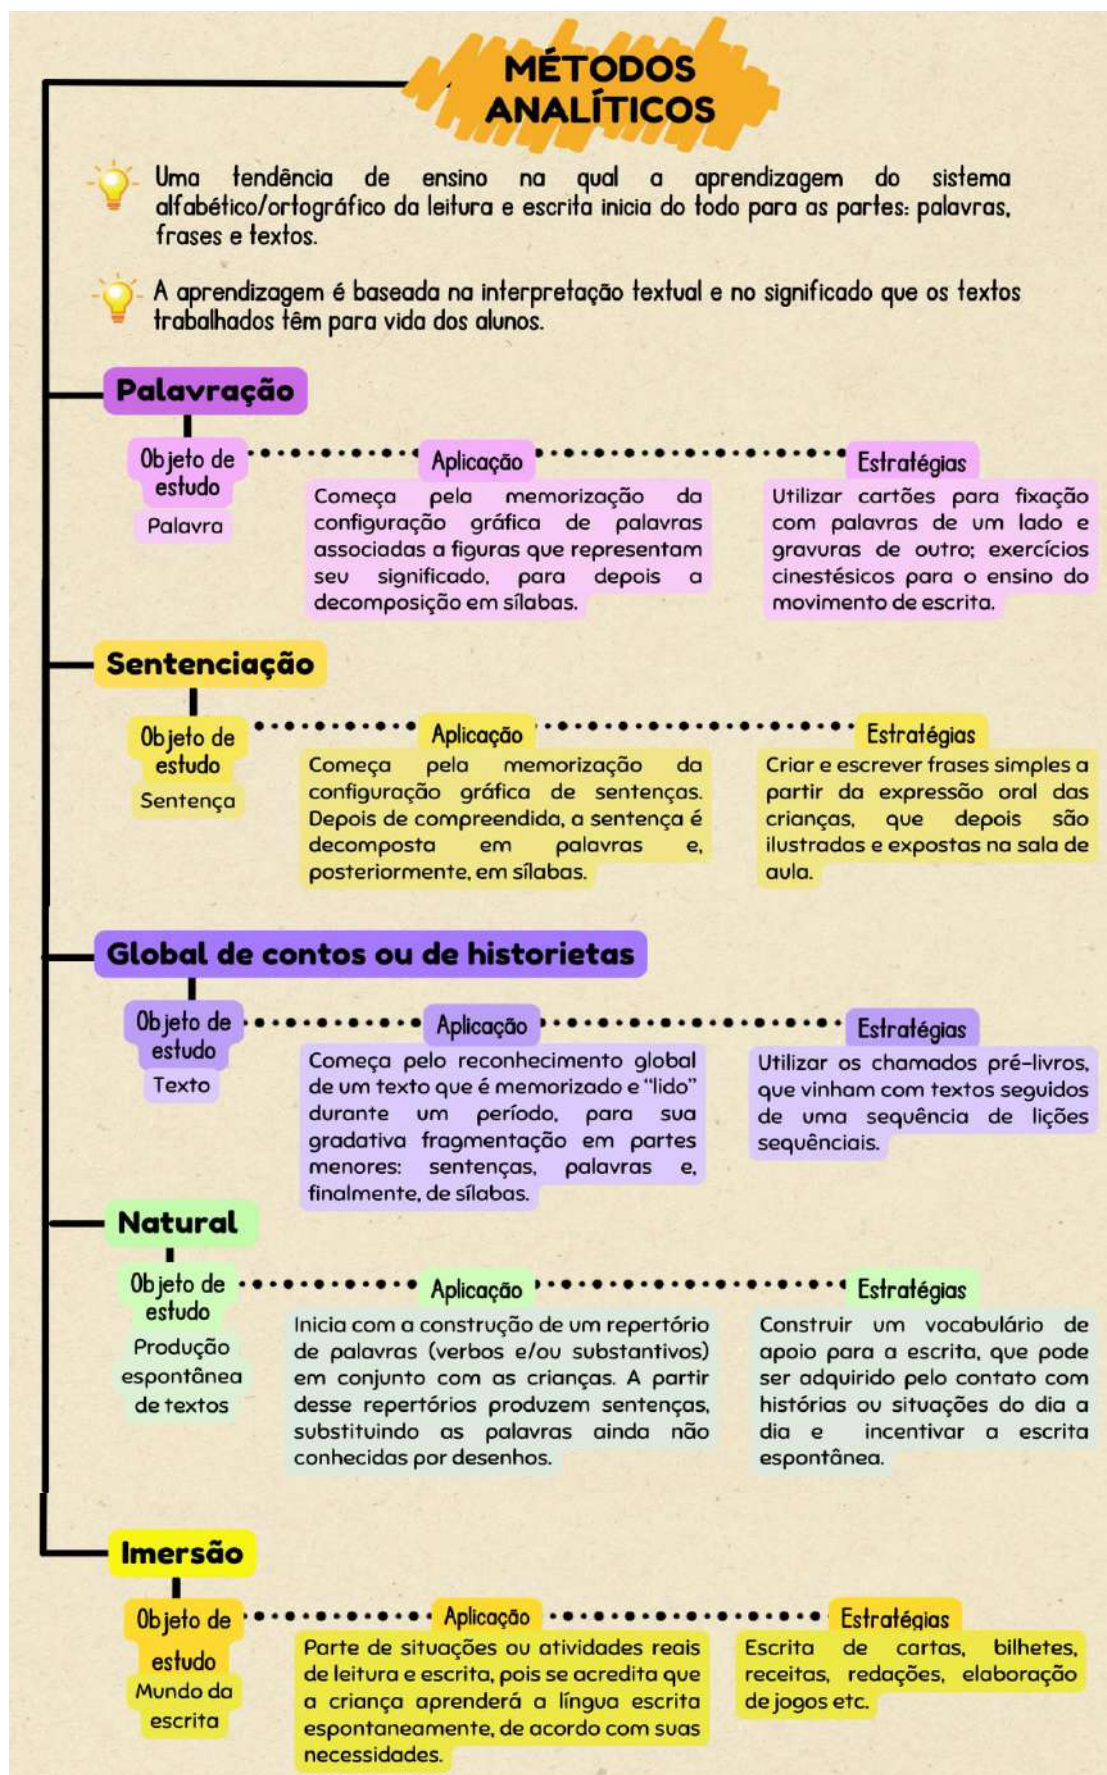 MÉTODOS
ANALÍTICOS
Uma tendência de ensino na qual a aprendizagem do sistema
alfabético/ortográfico da leitura e escrita inicia do todo para as partes: palavras,
frases e textos.
A aprendizagem é baseada na interpretação textual e no significado que os textos
trabalhados têm para vida dos alunos.
Palavração
Objeto de
estudo
Palavra
Aplicação
Começa pela memorização da
configuração gráfica de palavras
associadas a figuras que representam
seu significado, para depois a
decomposição em sílabas.
Estratégias
Utilizar cartões para fixação
com palavras de um lado e
gravuras de outro; exercícios
cinestésicos para o ensino do
movimento de escrita.
Sentenciação
Objeto de
estudo
Sentença
Aplicação
Começa pela memorização da
configuração gráfica de sentenças.
Depois de compreendida, a sentença é
decomposta em palavras e,
posteriormente, em sílabas.
Estratégias
Criar e escrever frases simples a
partir da expressão oral das
crianças, que depois são
ilustradas e expostas na sala de
aula.
Global de contos ou de historietas
Objeto de
estudo
Texto
Aplicação
Começa pelo reconhecimento global
de um texto que é memorizado e “lido”
durante um período, para sua
gradativa fragmentação em partes
menores: sentenças, palavras e,
finalmente, de sílabas.
Estratégias
Utilizar os chamados pré-livros,
que vinham com textos seguidos
de uma sequência de lições
sequênciais.
Natural
Objeto de
estudo
Produção
espontânea
de textos
Aplicação
Inicia com a construção de um repertório
de palavras (verbos e/ou substantivos)
em conjunto com as crianças. A partir
desse repertórios produzem sentenças,
substituindo as palavras ainda não
conhecidas por desenhos.
Estratégias
Construir um vocabulário de
apoio para a escrita, que pode
ser adquirido pelo contato com
histórias ou situações do dia a
dia e incentivar a escrita
espontânea.
Imersão
Objeto de
estudo
Mundo da
escrita
Aplicação
Parte de situações ou atividades reais
de leitura e escrita, pois se acredita que
a criança aprenderá a língua escrita
espontaneamente, de acordo com suas
necessidades.
Estratégias
Escrita de cartas, bilhetes,
receitas, redações, elaboração
de jogos etc.